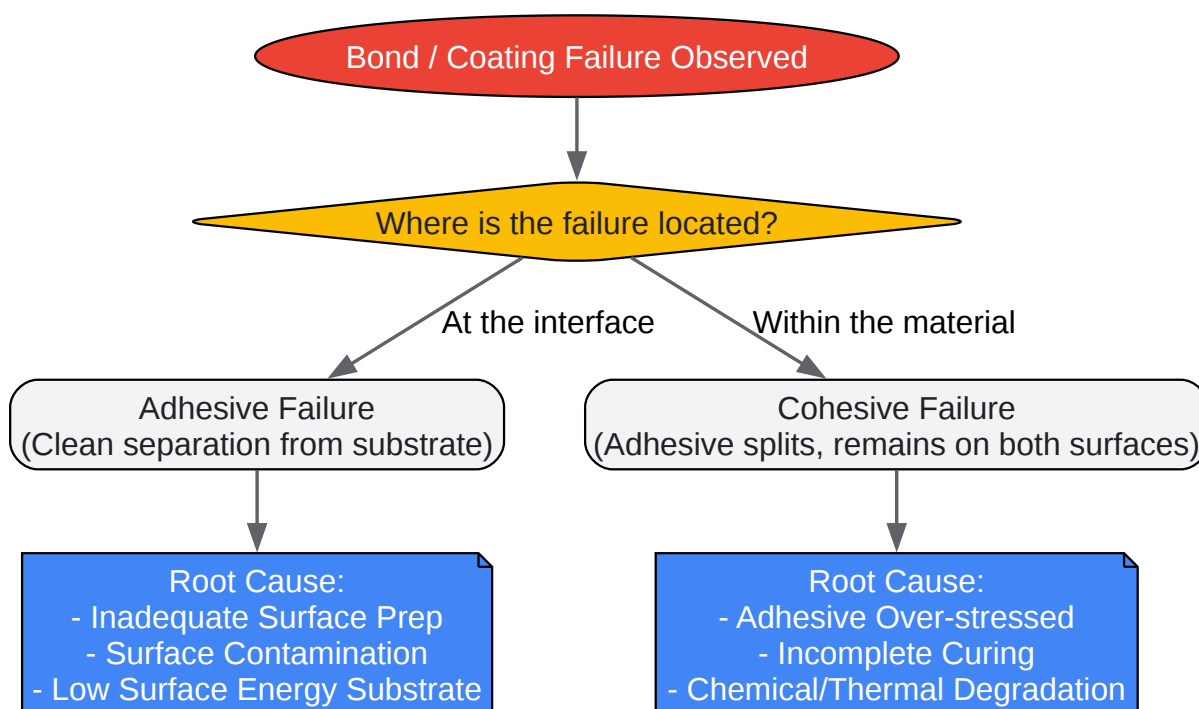 Bond / Coating Failure Observed
Where is the failure located?
At the interface
Within the material
Adhesive Failure
(Clean separation from substrate)
Cohesive Failure
(Adhesive splits, remains on both surfaces)
Root Cause:
- Inadequate Surface Prep
- Surface Contamination
- Low Surface Energy Substrate
Root Cause:
- Adhesive Over-stressed
- Incomplete Curing
- Chemical/Thermal Degradation